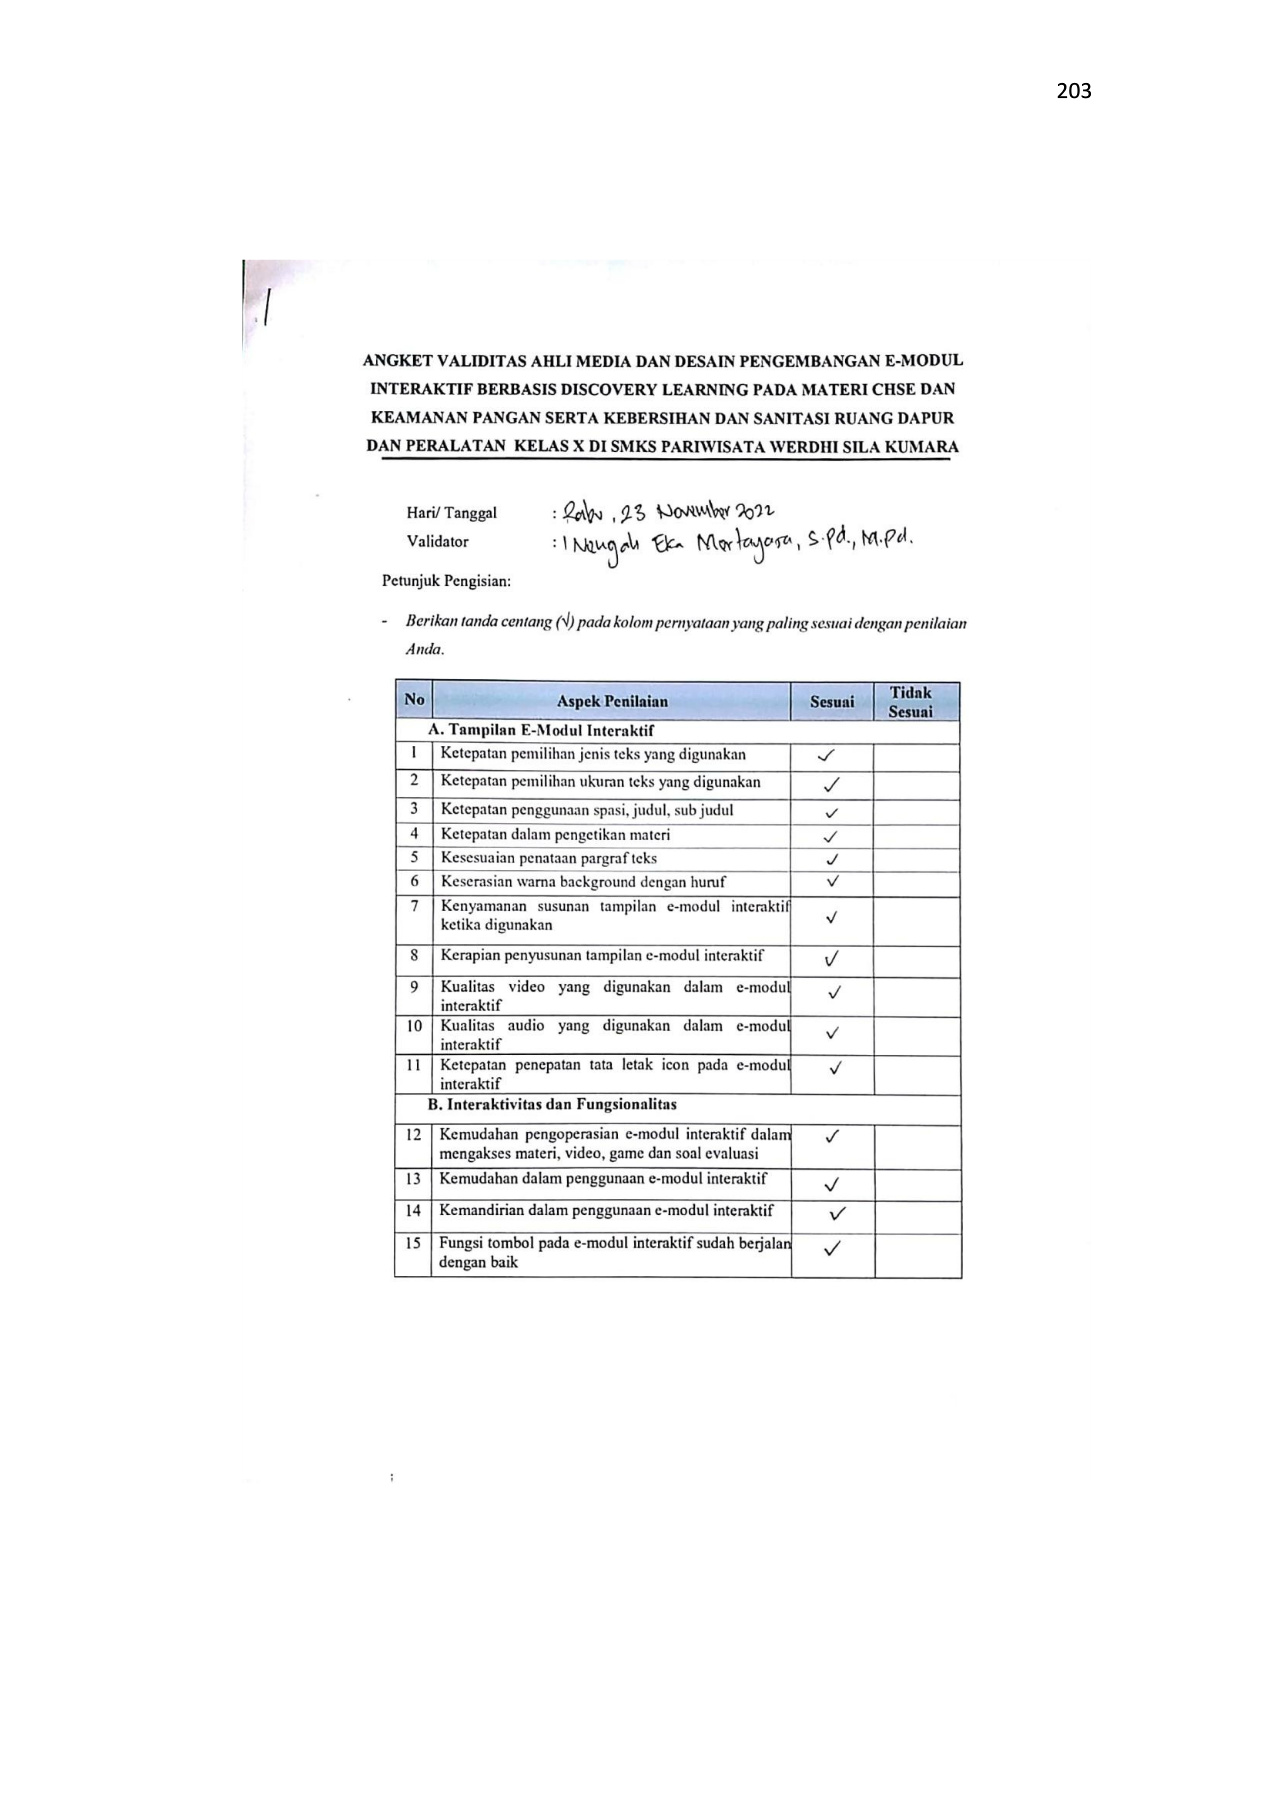 203
ANGKET VALIDITAS AHLI MEDIA DAN DESAIN PENGEMBANGAN E-MODUL
INTERAKTIF BERBASIS DISCOVERY LEARNING PADA MATERI CHSE DAN
KEAMANAN PANGAN SERTA KEBERSIHAN DAN SANITASI RUANG DAPUR
DAN PERALATAN KELAS X DI SMKS PARIWISATA WERDHI SILA KUMARA
Hari/ Tanggal : Rabu, 23 November 2022
Validator : I Nengah Eka Mertayasa, S.Pd., M.Pd.
Petunjuk Pengisian:
- Berikan tanda centang (√) pada kolom pernyataan yang paling sesuai dengan penilaian
Anda.
No Aspek Penilaian Sesuai Tidak Sesuai
A. Tampilan E-Modul Interaktif
1 Ketepatan pemilihan jenis teks yang digunakan ✓
2 Ketepatan pemilihan ukuran teks yang digunakan ✓
3 Ketepatan penggunaan spasi, judul, sub judul ✓
4 Ketepatan dalam pengetikan materi ✓
5 Kesesuaian penataan pargraf teks ✓
6 Keserasian warna background dengan huruf ✓
7 Kenyamanan susunan tampilan e-modul interaktif ✓
ketika digunakan
8 Kerapian penyusunan tampilan e-modul interaktif ✓
9 Kualitas video yang digunakan dalam e-modul ✓
interaktif
10 Kualitas audio yang digunakan dalam e-modul ✓
interaktif
11 Ketepatan penepatan tata letak icon pada e-modul ✓
interaktif
B. Interaktivitas dan Fungsionalitas
12 Kemudahan pengoperasian e-modul interaktif dalam ✓
mengakses materi, video, game dan soal evaluasi
13 Kemudahan dalam penggunaan e-modul interaktif ✓
14 Kemandirian dalam penggunaan e-modul interaktif ✓
15 Fungsi tombol pada e-modul interaktif sudah berjalan ✓
dengan baik